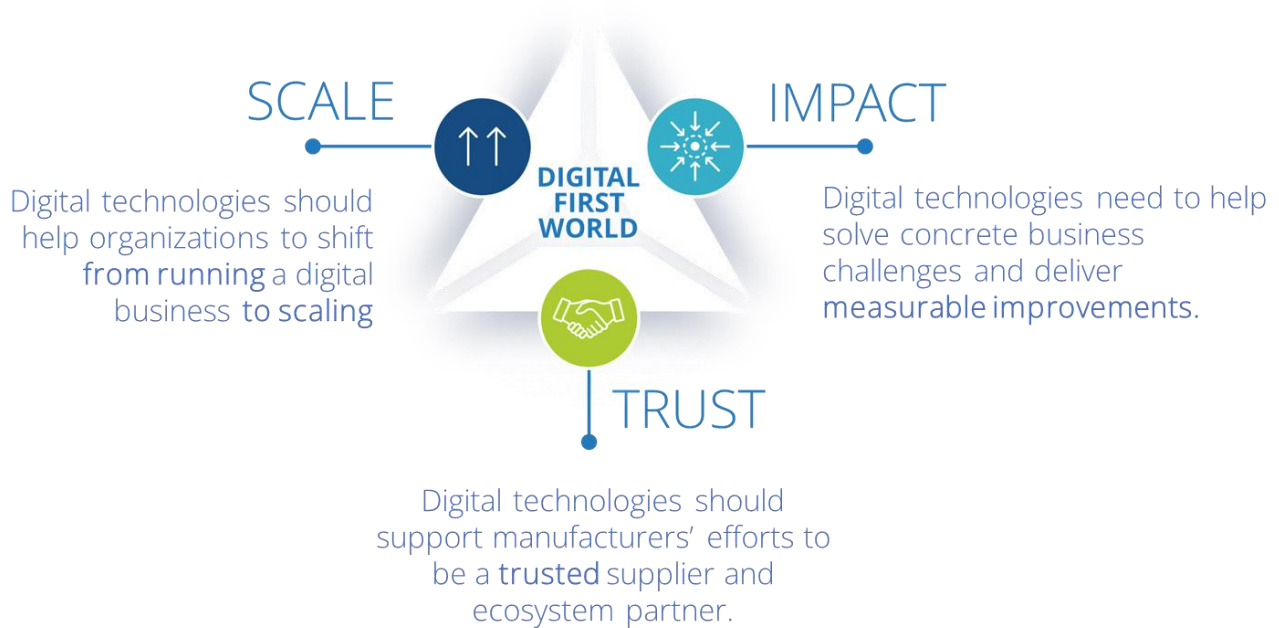 SCALE
Digital technologies should
help organizations to shift
from running a digital
business to scaling
DIGITAL
FIRST
WORLD
IMPACT
Digital technologies need to help
solve concrete business
challenges and deliver
measurable improvements.
TRUST
Digital technologies should
support manufacturers’ efforts to
be a trusted supplier and
ecosystem partner.